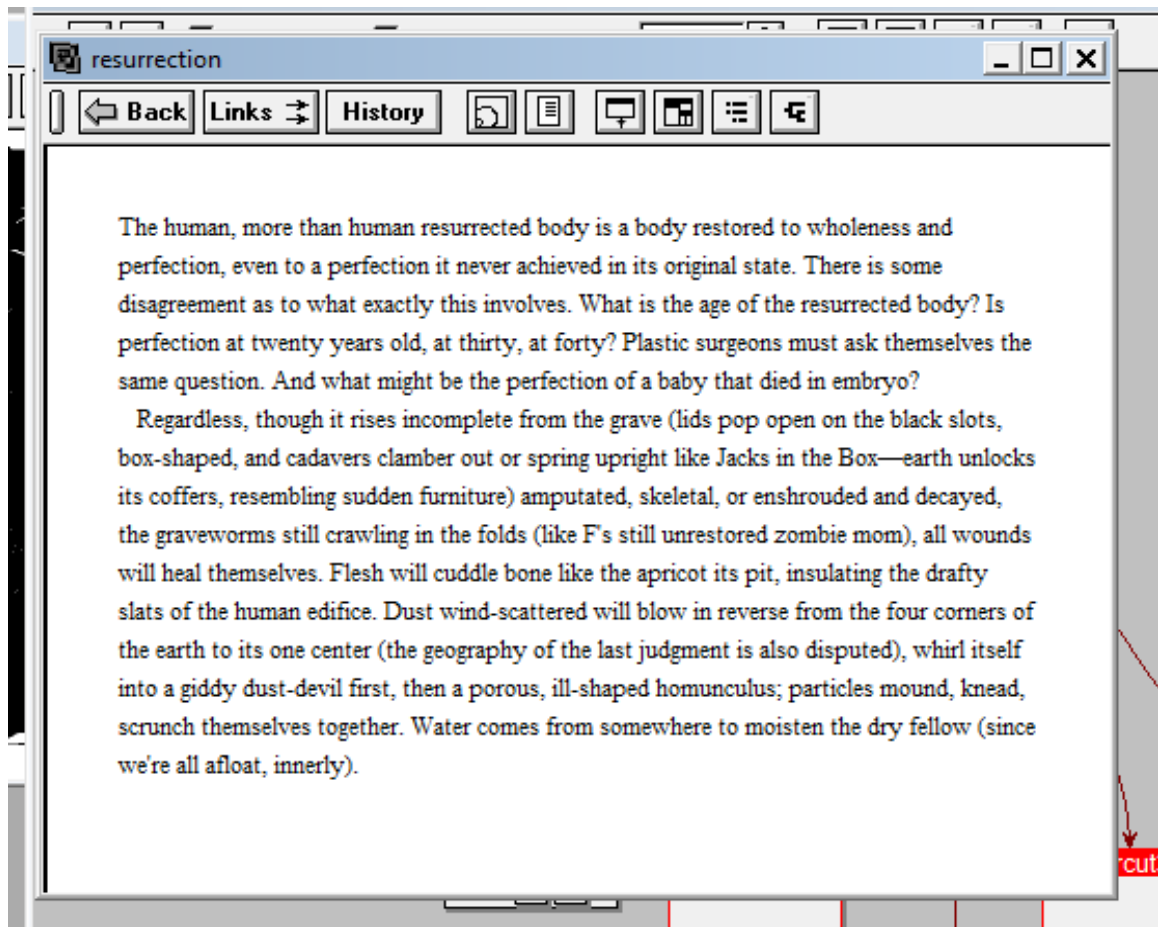 resurrection
Back Links History
The human, more than human resurrected body is a body restored to wholeness and
perfection, even to a perfection it never achieved in its original state. There is some
disagreement as to what exactly this involves. What is the age of the resurrected body? Is
perfection at twenty years old, at thirty, at forty? Plastic surgeons must ask themselves the
same question. And what might be the perfection of a baby that died in embryo?
Regardless, though it rises incomplete from the grave (lids pop open on the black slots,
box-shaped, and cadavers clamber out or spring upright like Jacks in the Box—earth unlocks
its coffers, resembling sudden furniture) amputated, skeletal, or enshrouded and decayed,
the graveworms still crawling in the folds (like F's still unrestored zombie mom), all wounds
will heal themselves. Flesh will cuddle bone like the apricot its pit, insulating the drafty
slats of the human edifice. Dust wind-scattered will blow in reverse from the four corners of
the earth to its one center (the geography of the last judgment is also disputed), whirl itself
into a giddy dust-devil first, then a porous, ill-shaped homunculus; particles mound, knead,
scrunch themselves together. Water comes from somewhere to moisten the dry fellow (since
we're all afloat, innerly).